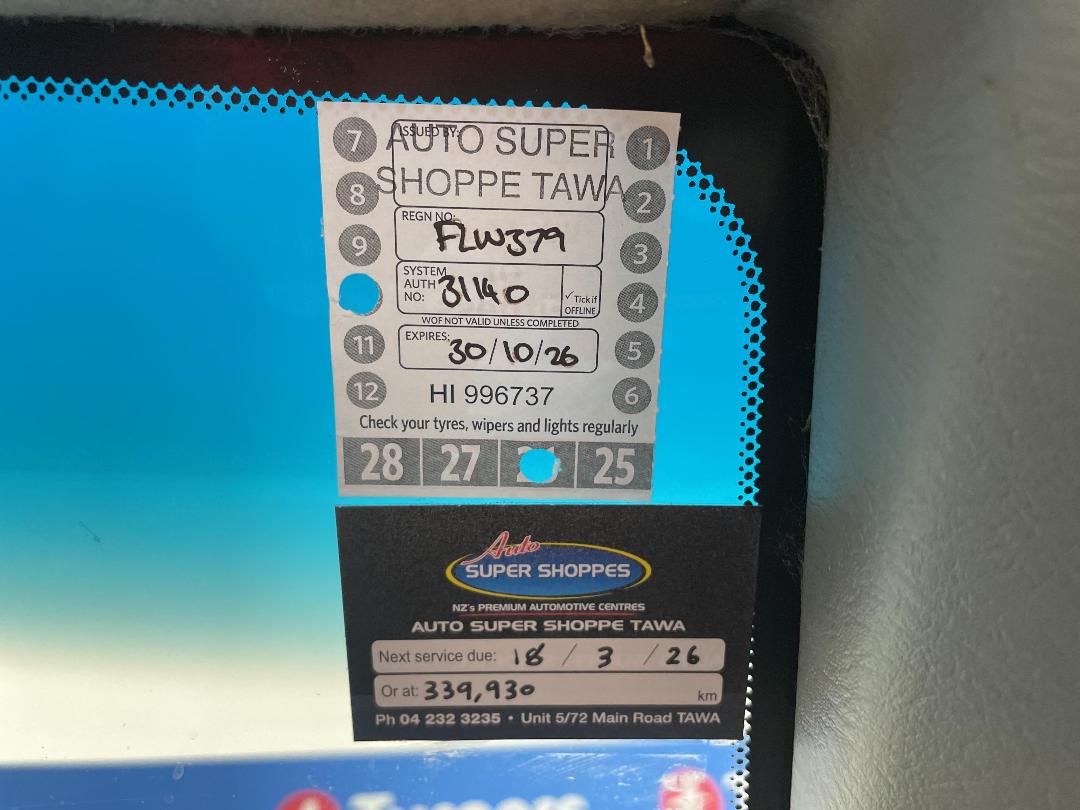 ISSUED BY:
AUTO SUPER
SHOPPE TAWA
7
8
9
11
12
1
2
3
4
5
6
REGN NO:
FLW379
SYSTEM
AUTH
NO: 31140
✓ Tick if
OFFLINE
WOF NOT VALID UNLESS COMPLETED
EXPIRES: 30/10/26
HI 996737
Check your tyres, wipers and lights regularly
28 27 25
Auto
SUPER SHOPPES
NZ's PREMIUM AUTOMOTIVE CENTRES
AUTO SUPER SHOPPE TAWA
Next service due: 18 / 3 / 26
Or at: 339,930 km
Ph 04 232 3235 • Unit 5/72 Main Road TAWA